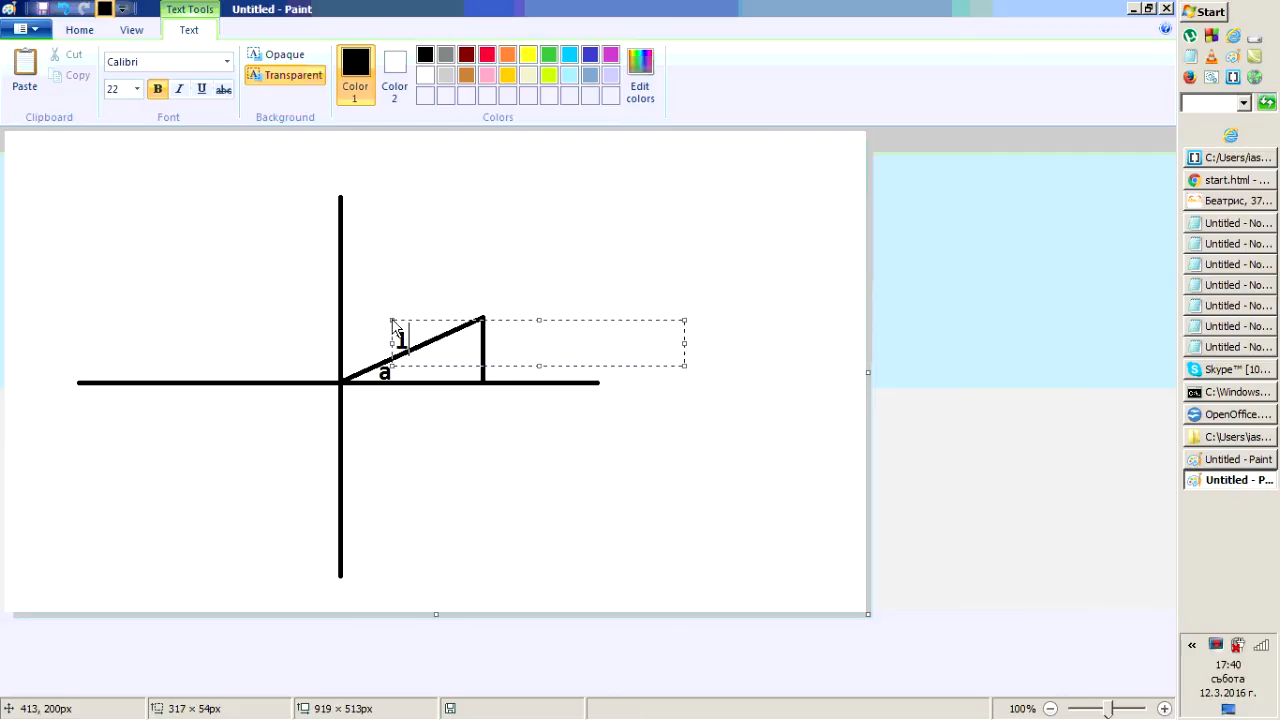 Text Tools
Untitled - Paint
Start
Home
View
Text
Paste
Cut
Copy
Clipboard
Calibri
22
B I U abc
Font
Opaque
Transparent
Background
Color 1
Color 2
Edit colors
Colors
1
a
C:/Users/ias...
start.html - ...
Беатрис, 37...
Untitled - No...
Untitled - No...
Untitled - No...
Untitled - No...
Untitled - No...
Untitled - No...
Untitled - No...
Skype™ [10...
C:\Windows...
OpenOffice....
C:\Users\ias...
Untitled - Paint
Untitled - P...
17:40
събота
12.3.2016 г.
413, 200px
317 × 54px
919 × 513px
100%